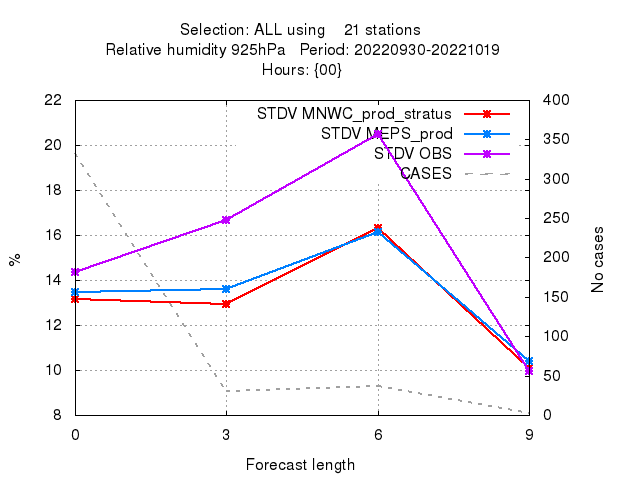 Selection: ALL using 21 stations
Relative humidity 925hPa Period: 20220930-20221019
Hours: {00}
22 400
STDV MNWC_prod_stratus
STDV MEPS_prod
20 350
STDV OBS
CASES
18 300
250
16
% 200 No cases
14
150
12 100
10 50
8 0
0 3 6 9
Forecast length